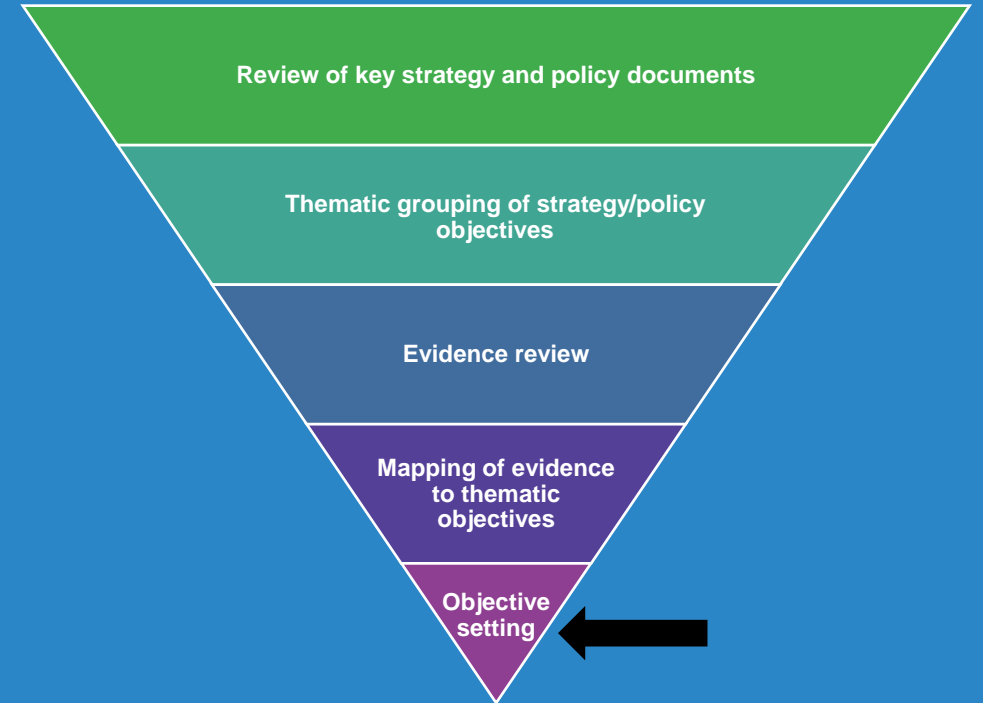 Review of key strategy and policy documents
Thematic grouping of strategy/policy
objectives
Evidence review
Mapping of evidence
to thematic
objectives
Objective
setting